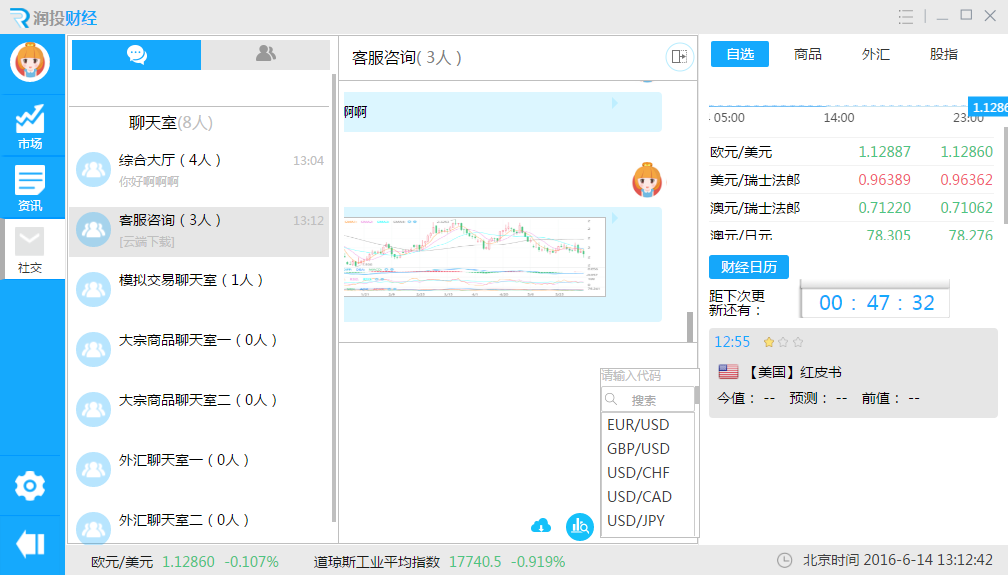 润投财经
市场
资讯
社交
聊天室(8人)
综合大厅（4人） 13:04
你好啊啊啊
客服咨询（3人） 13:12
[云端下载]
模拟交易聊天室（1人）
大宗商品聊天室一（0人）
大宗商品聊天室二（0人）
外汇聊天室一（0人）
外汇聊天室二（0人）
客服咨询(3人)
啊啊
请输入代码
搜索
EUR/USD
GBP/USD
USD/CHF
USD/CAD
USD/JPY
自选 商品 外汇 股指
1.1286
05:00 14:00 23:00
欧元/美元 1.12887 1.12860
美元/瑞士法郎 0.96389 0.96362
澳元/瑞士法郎 0.71220 0.71062
澳元/日元 78.305 78.276
财经日历
距下次更
新还有：
00 : 47 : 32
12:55
【美国】红皮书
今值： -- 预测： -- 前值： --
欧元/美元 1.12860 -0.107% 道琼斯工业平均指数 17740.5 -0.919%
北京时间 2016-6-14 13:12:42